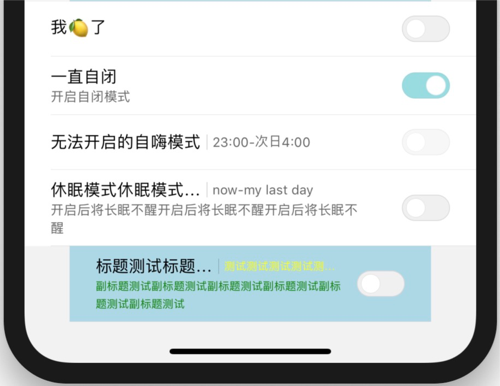 我🍋了
一直自闭
开启自闭模式
无法开启的自嗨模式 23:00-次日4:00
休眠模式休眠模式... now-my last day
开启后将长眠不醒开启后将长眠不醒开启后将长眠不
醒
标题测试标题... 测试测试测试测试测...
副标题测试副标题测试副标题测试副标题测试副标
题测试副标题测试